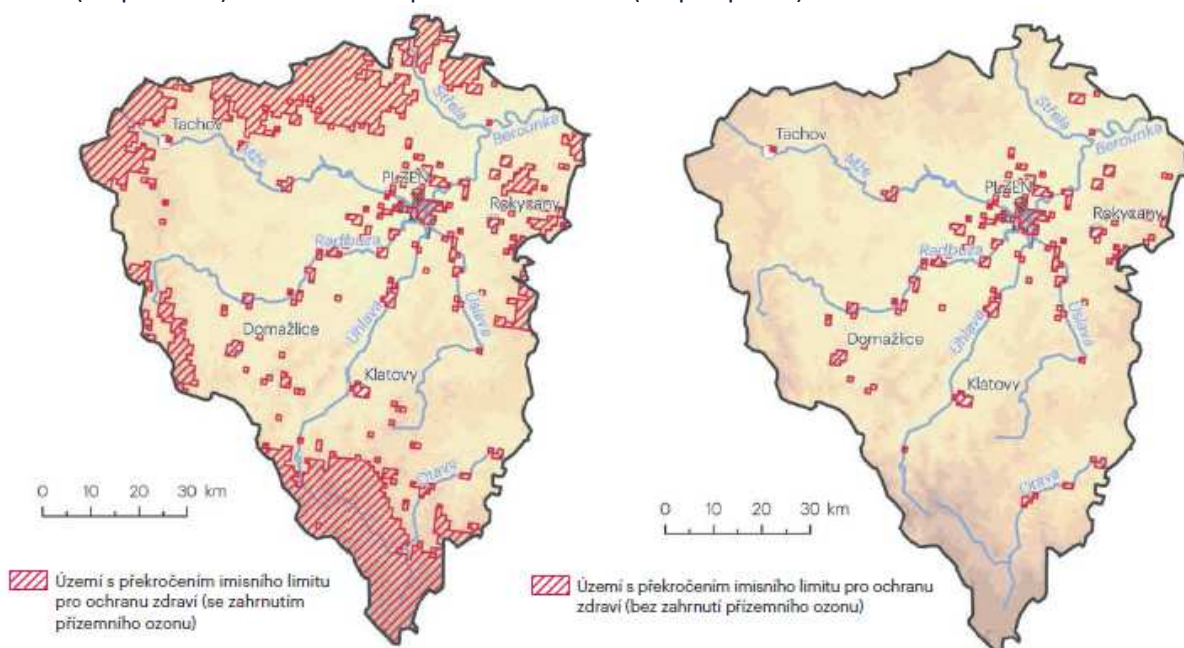 Střela
Berounka
Tachov
Mže
PLZEŇ
Rokycany
Radbuza
Úhlava
Úslava
Domažlice
Klatovy
Otava
0 10 20 30 km
Území s překročením imisního limitu
pro ochranu zdraví (se zahrnutím
přízemního ozonu)
Střela
Berounka
Tachov
Mže
PLZEŇ
Rokycany
Radbuza
Úhlava
Úslava
Domažlice
Klatovy
Otava
0 10 20 30 km
Území s překročením imisního limitu pro ochranu
zdraví (bez zahrnutí přízemního ozonu)